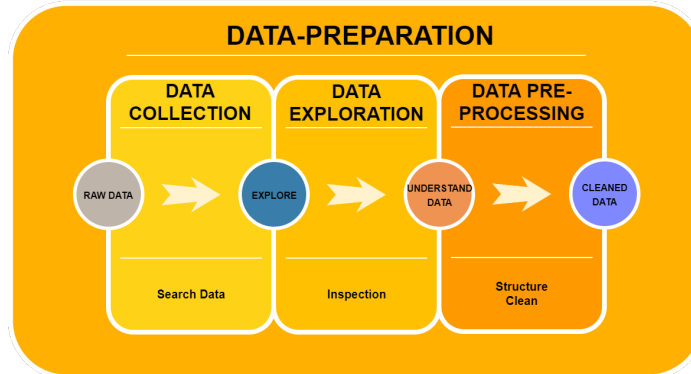 DATA-PREPARATION
DATA
COLLECTION
DATA
EXPLORATION
DATA PRE-
PROCESSING
RAW DATA
EXPLORE
UNDERSTAND
DATA
CLEANED
DATA
Search Data
Inspection
Structure
Clean